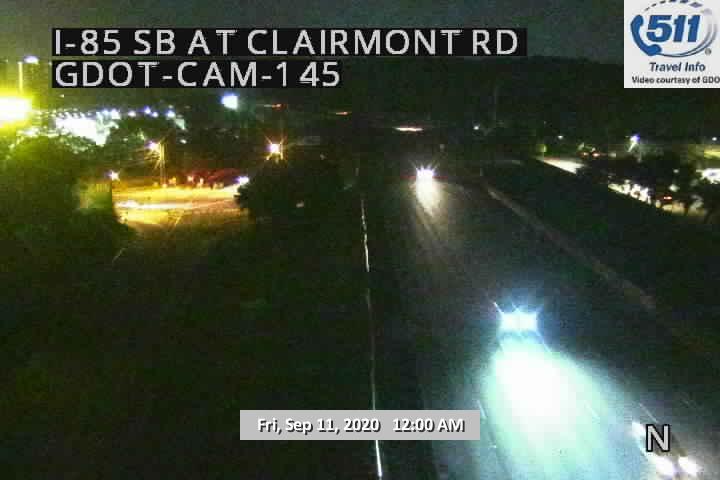 I-85 SB AT CLAIRMONT RD
GDOT-CAM-145
511
Travel Info
Video courtesy of GDO
Fri, Sep 11, 2020 12:00 AM
N